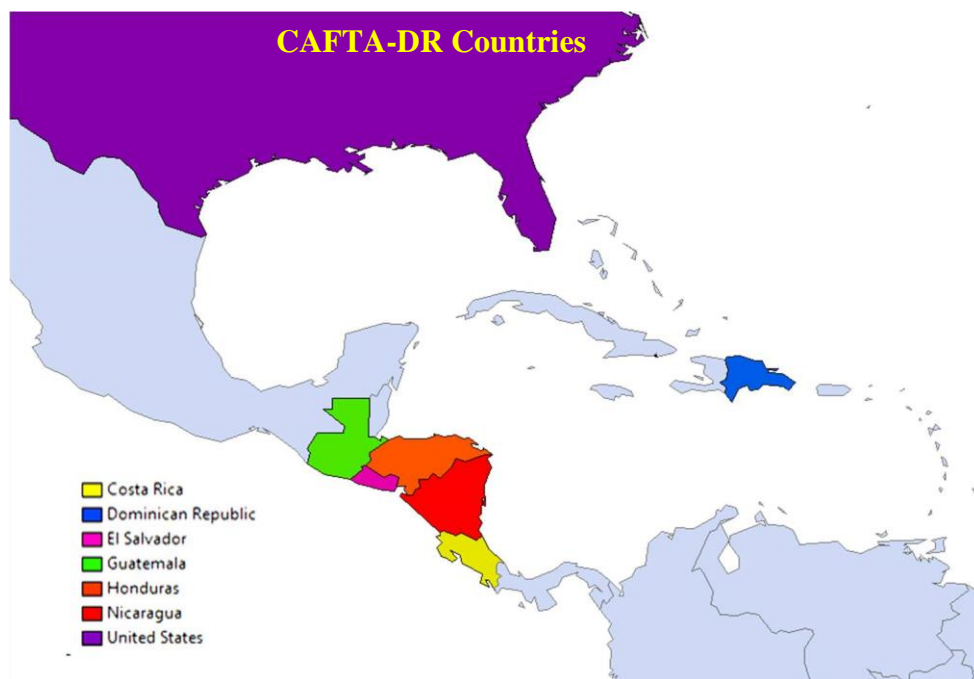 CAFTA-DR Countries
Costa Rica
Dominican Republic
El Salvador
Guatemala
Honduras
Nicaragua
United States